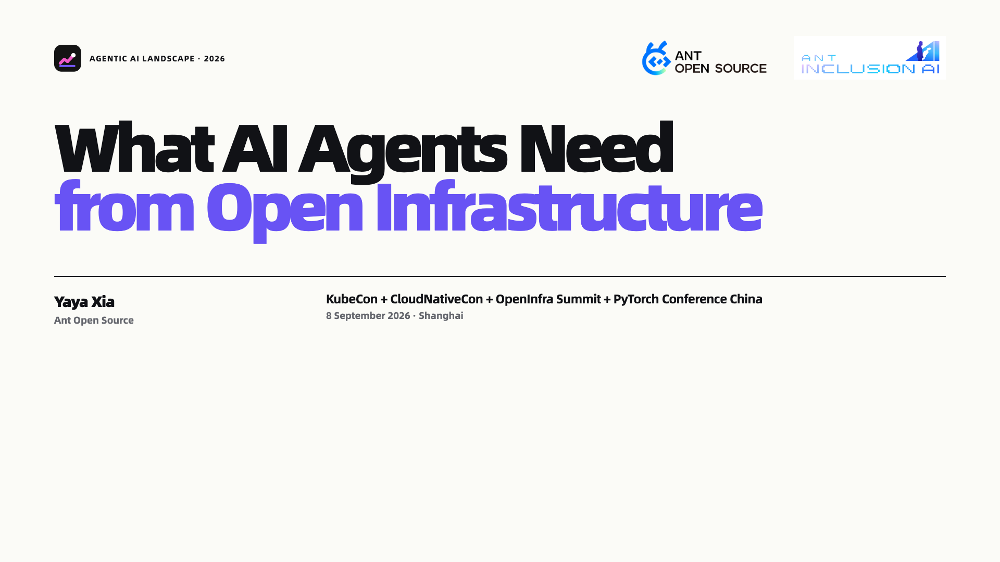 AGENTIC AI LANDSCAPE · 2026
ANT
OPEN SOURCE
ANT
INCLUSION AI
What AI Agents Need
from Open Infrastructure
Yaya Xia
Ant Open Source
KubeCon + CloudNativeCon + OpenInfra Summit + PyTorch Conference China
8 September 2026 · Shanghai